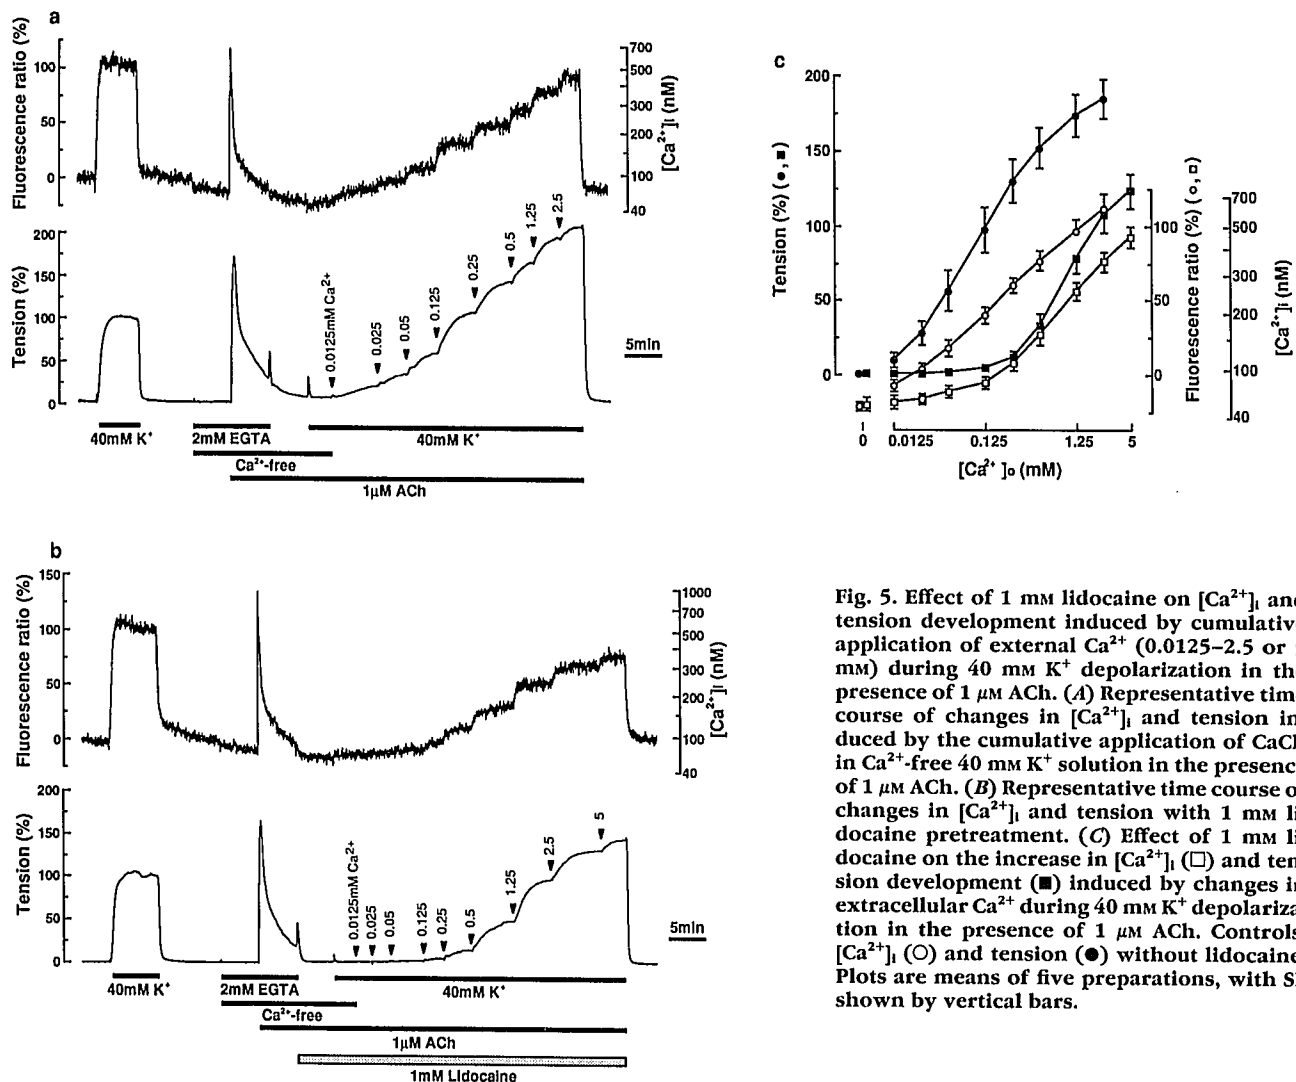 a
Fluorescence ratio (%)
100
50
0
700
500
300
200
100
40
[Ca²⁺]i (nM)
Tension (%)
200
150
100
50
0
0.0125mM Ca²⁺
0.025
0.05
0.125
0.25
0.5
1.25
2.5
5min
40mM K⁺
2mM EGTA
40mM K⁺
Ca²⁺-free
1μM ACh
b
Fluorescence ratio (%)
150
100
50
0
1000
700
500
300
200
100
40
[Ca²⁺]i (nM)
Tension (%)
200
150
100
50
0
0.0125mM Ca²⁺
0.025
0.05
0.125
0.25
0.5
1.25
2.5
5
5min
40mM K⁺
2mM EGTA
40mM K⁺
Ca²⁺-free
1μM ACh
1mM Lidocaine
c
Tension (%) (●, ■)
200
150
100
50
0
100
50
0
Fluorescence ratio (%) (○, □)
700
500
300
200
100
40
[Ca²⁺]i (nM)
0
0.0125
0.125
1.25
5
[Ca²⁺]o (mM)
Fig. 5. Effect of 1 mM lidocaine on [Ca²⁺]i and
tension development induced by cumulative
application of external Ca²⁺ (0.0125–2.5 or
mM) during 40 mM K⁺ depolarization in the
presence of 1 μM ACh. (A) Representative time
course of changes in [Ca²⁺]i and tension in
duced by the cumulative application of CaCl
in Ca²⁺-free 40 mM K⁺ solution in the presence
of 1 μM ACh. (B) Representative time course o
changes in [Ca²⁺]i and tension with 1 mM li
docaine pretreatment. (C) Effect of 1 mM li
docaine on the increase in [Ca²⁺]i (□) and ten
sion development (■) induced by changes in
extracellular Ca²⁺ during 40 mM K⁺ depolariza
tion in the presence of 1 μM ACh. Controls
[Ca²⁺]i (○) and tension (●) without lidocaine
Plots are means of five preparations, with S
shown by vertical bars.